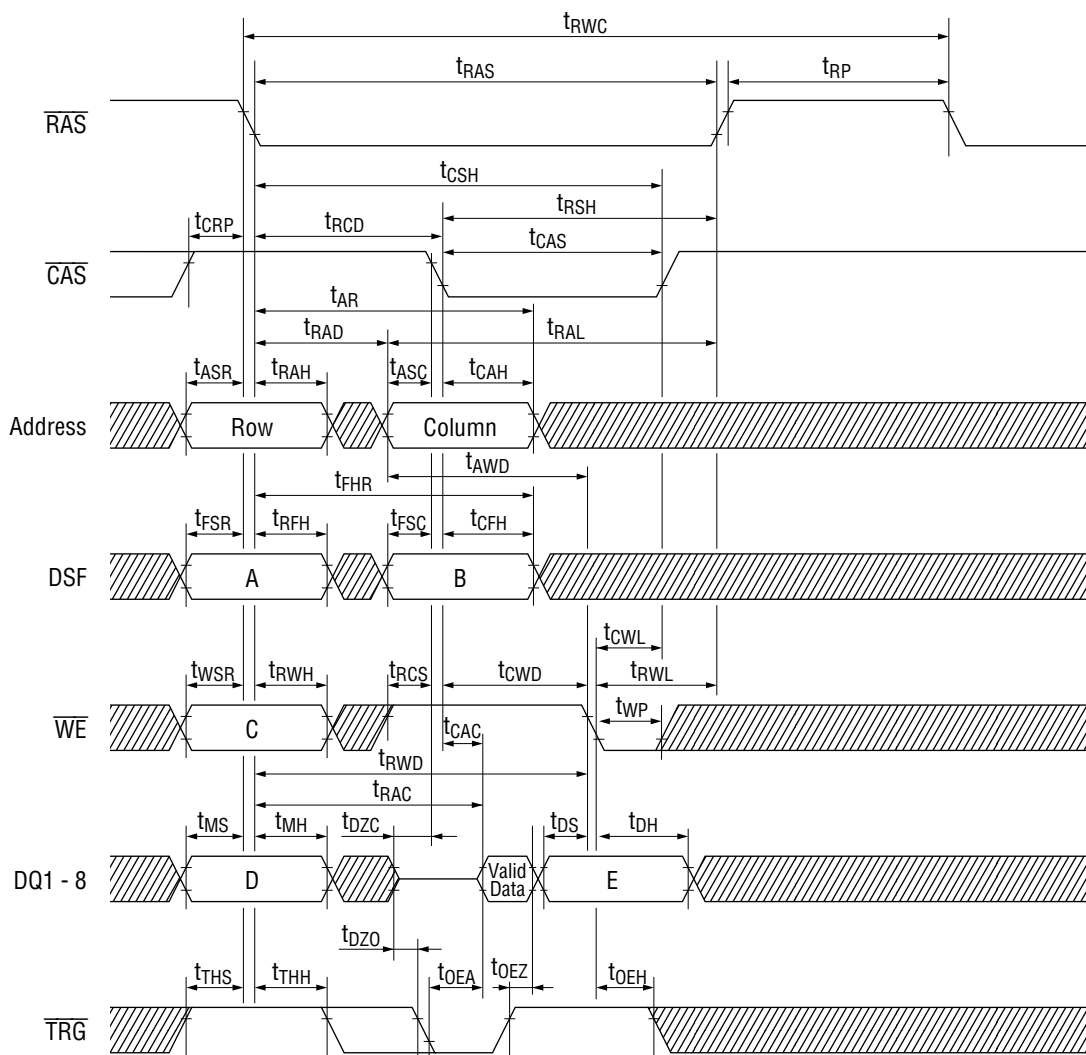 tRWC
tRAS
tRP
RAS
tCSH
tRSH
tCRP
tRCD
tCAS
CAS
tAR
tRAD
tRAL
tASR
tRAH
tASC
tCAH
Address
Row
Column
tAWD
tFHR
tFSR
tRFH
tFSC
tCFH
DSF
A
B
tCWL
tWSR
tRWH
tRCS
tCWD
tRWL
WE
C
tWP
tCAC
tRWD
tRAC
tMS
tMH
tDZC
tDS
tDH
DQ1 - 8
D
Valid
Data
E
tDZO
tTHS
tTHH
tOEA
tOEZ
tOEH
TRG